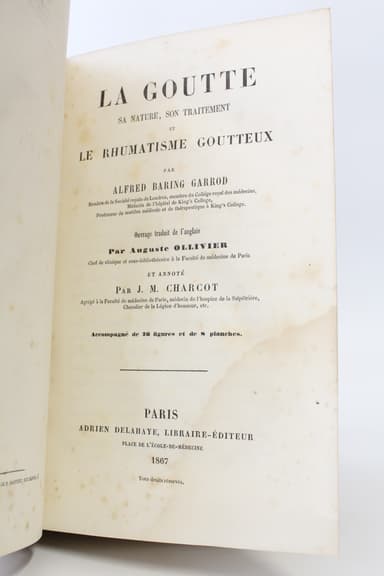 LA GOUTTE
SA NATURE, SON TRAITEMENT
ET
LE RHUMATISME GOUTTEUX
PAR
ALFRED BARING GARROD
Membre de la Société royale de Londres, membre du Collége royal des médecins,
Médecin de l'hôpital de King's College,
Professeur de matière médicale et de thérapeutique à King's College.
Ouvrage traduit de l'anglais
Par Auguste OLLIVIER
Chef de clinique et sous-bibliothécaire à la Faculté de médecine de Paris
ET ANNOTÉ
PAR J. M. CHARCOT
Agrégé à la Faculté de médecine de Paris, médecin de l'hospice de la Salpêtrière,
Chevalier de la Légion d'honneur, etc.
Accompagné de 26 figures et de 8 planches.
PARIS
ADRIEN DELAHAYE, LIBRAIRE-ÉDITEUR
PLACE DE L'ÉCOLE-DE-MÉDECINE
1867
Tous droits réservés.